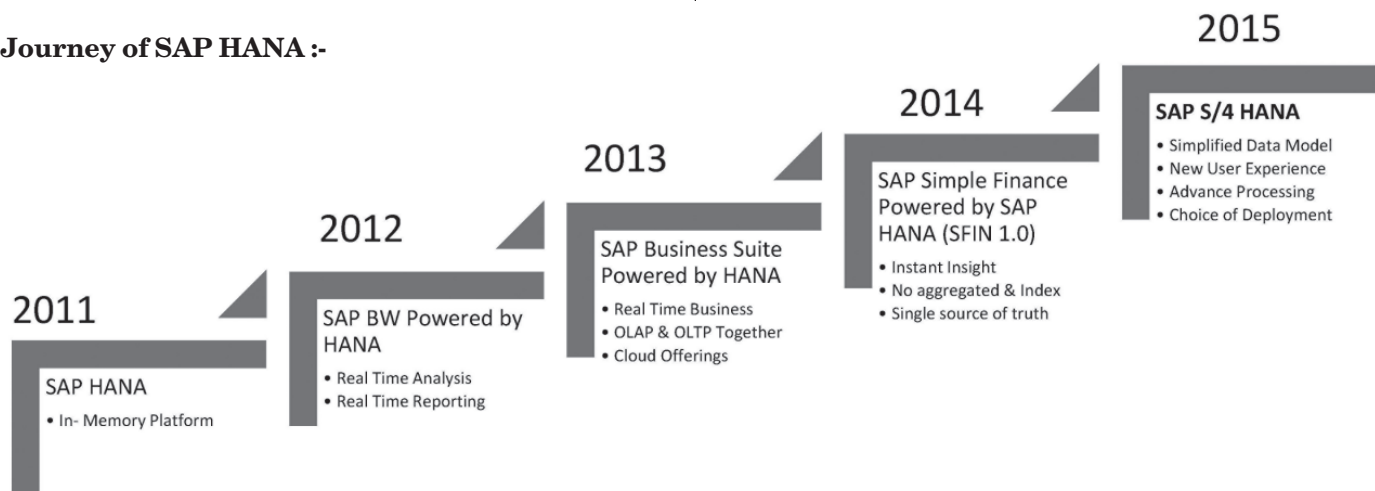 Journey of SAP HANA :-
2011
SAP HANA
• In- Memory Platform
2012
SAP BW Powered by
HANA
• Real Time Analysis
• Real Time Reporting
2013
SAP Business Suite
Powered by HANA
• Real Time Business
• OLAP & OLTP Together
• Cloud Offerings
2014
SAP Simple Finance
Powered by SAP
HANA (SFIN 1.0)
• Instant Insight
• No aggregated & Index
• Single source of truth
2015
SAP S/4 HANA
• Simplified Data Model
• New User Experience
• Advance Processing
• Choice of Deployment